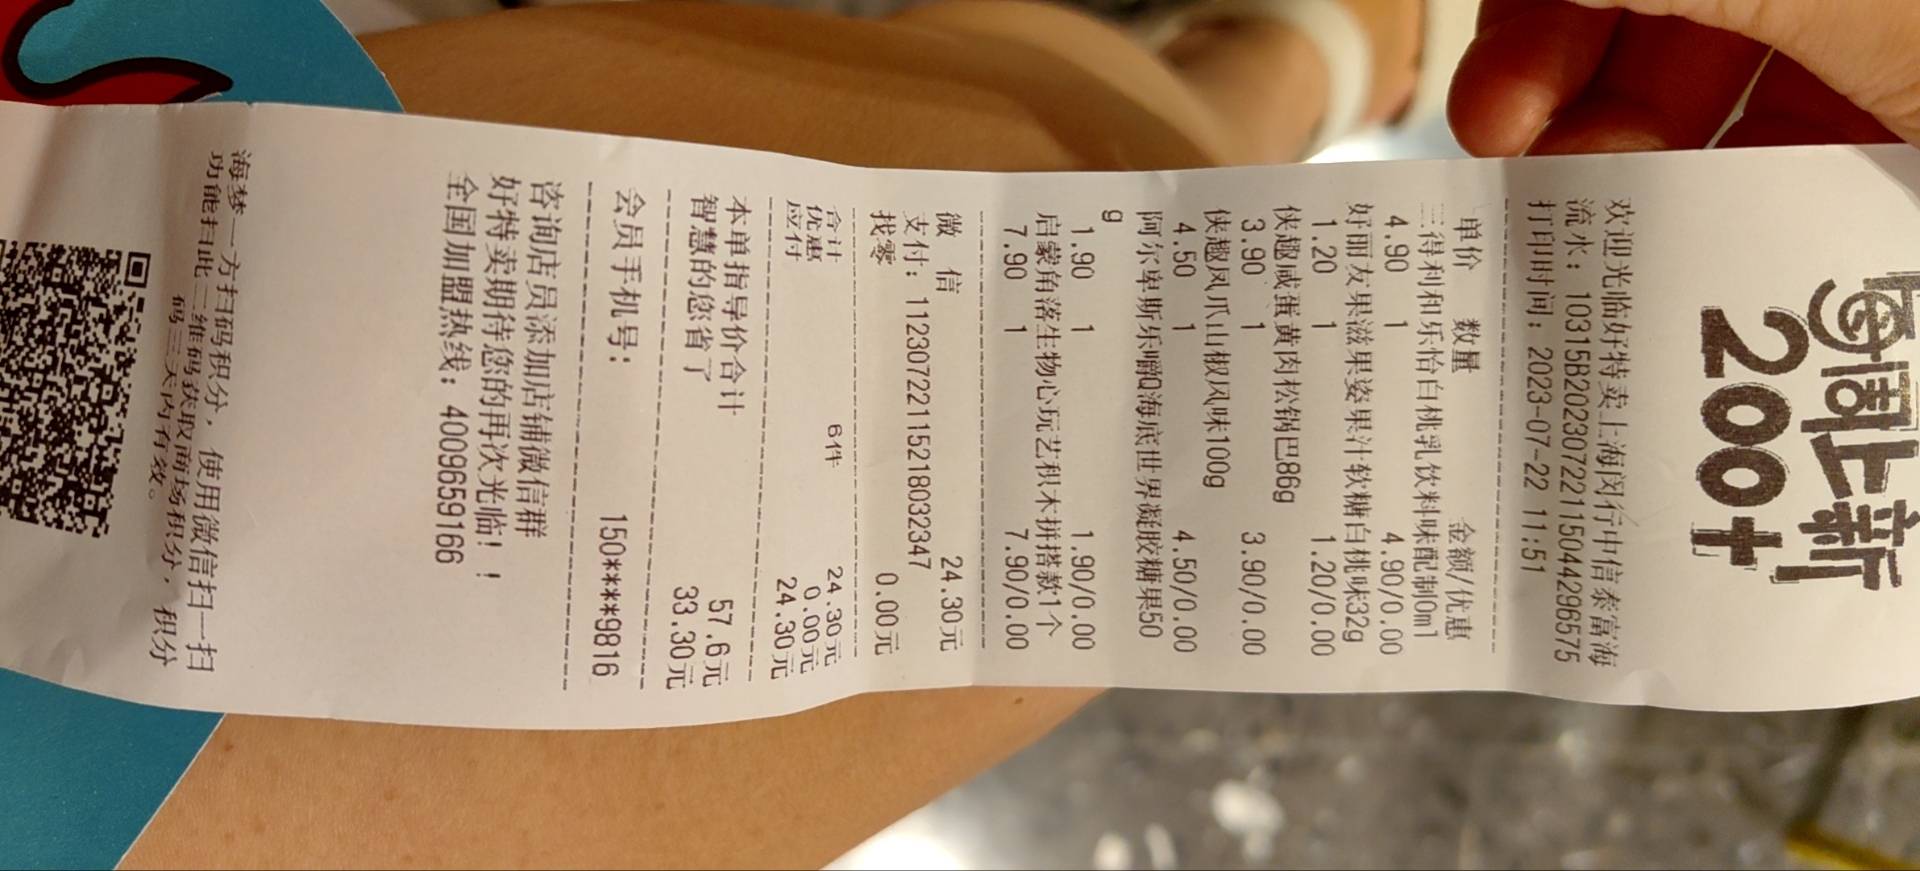 每周上新
200+
欢迎光临好特卖上海闵行中信泰富海
流水：10315B2023072211504429657​5
打印时间：2023-07-22 11:51
单价 数量 金额/优惠
三得利和乐怡白桃乳饮料味配制0ml
4.90 1 4.90/0.00
好丽友果滋果姿果汁软糖白桃味32g
1.20 1 1.20/0.00
侠趣咸蛋黄肉松锅巴86g
3.90 1 3.90/0.00
侠趣凤爪山椒风味100g
4.50 1 4.50/0.00
阿尔卑斯乐嚼Q海底世界凝胶糖果50
g
1.90 1 1.90/0.00
启蒙角落生物心玩艺积木拼搭款1个
7.90 1 7.90/0.00
微 信 24.30元
支付：112307221152180323​47
找零 0.00元
合计 6件 24.30元
优惠 0.00元
应付 24.30元
本单指导价合计 57.6元
智慧的您省了 33.30元
会员手机号： 150****9816
咨询店员添加店铺微信群
好特卖期待您的再次光临！！
全国加盟热线：4009659166
海梦一方扫码积分，使用微信扫一扫
功能扫此二维码获取商场积分，积分
码三天内有效。